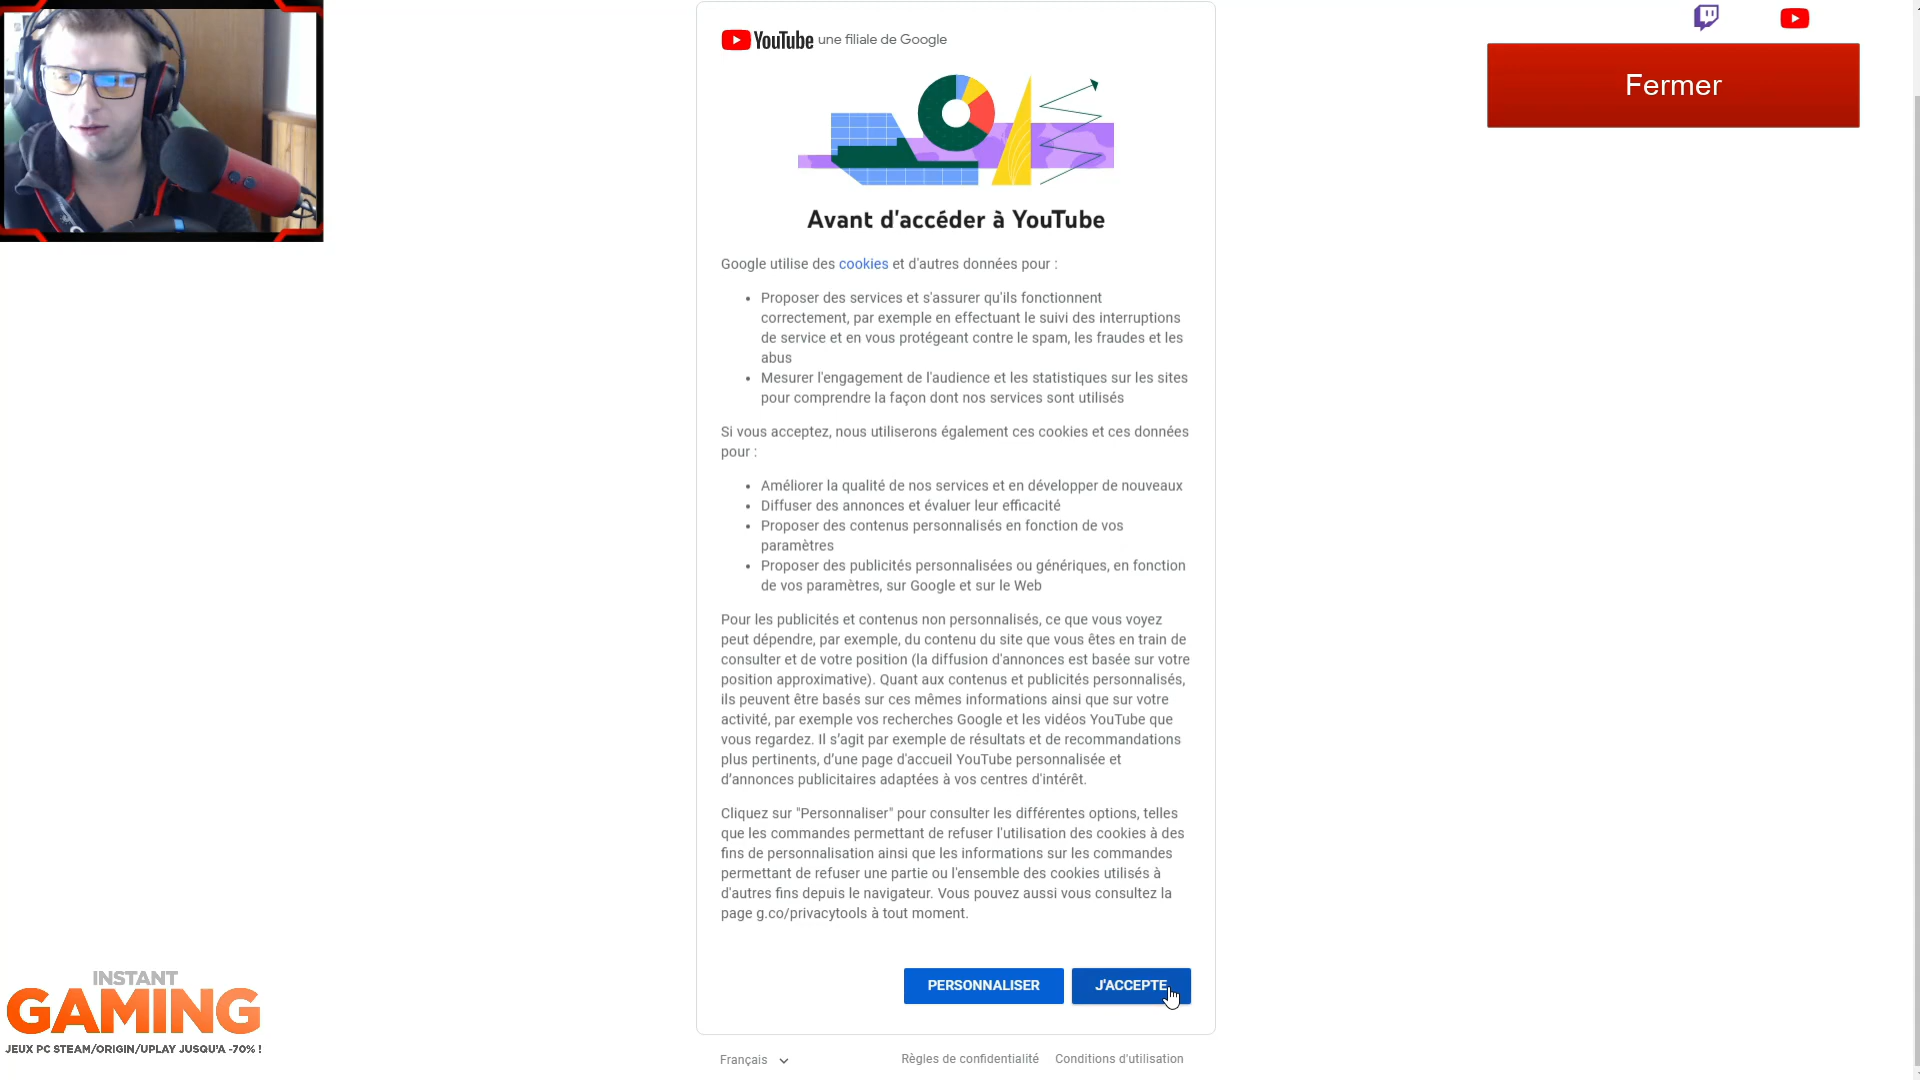 YouTube une filiale de Google
Fermer
Avant d'accéder à YouTube
Google utilise des cookies et d'autres données pour :
• Proposer des services et s'assurer qu'ils fonctionnent
correctement, par exemple en effectuant le suivi des interruptions
de service et en vous protégeant contre le spam, les fraudes et les
abus
• Mesurer l'engagement de l'audience et les statistiques sur les sites
pour comprendre la façon dont nos services sont utilisés
Si vous acceptez, nous utiliserons également ces cookies et ces données
pour :
• Améliorer la qualité de nos services et en développer de nouveaux
• Diffuser des annonces et évaluer leur efficacité
• Proposer des contenus personnalisés en fonction de vos
paramètres
• Proposer des publicités personnalisées ou génériques, en fonction
de vos paramètres, sur Google et sur le Web
Pour les publicités et contenus non personnalisés, ce que vous voyez
peut dépendre, par exemple, du contenu du site que vous êtes en train de
consulter et de votre position (la diffusion d'annonces est basée sur votre
position approximative). Quant aux contenus et publicités personnalisés,
ils peuvent être basés sur ces mêmes informations ainsi que sur votre
activité, par exemple vos recherches Google et les vidéos YouTube que
vous regardez. Il s’agit par exemple de résultats et de recommandations
plus pertinents, d’une page d'accueil YouTube personnalisée et
d’annonces publicitaires adaptées à vos centres d'intérêt.
Cliquez sur "Personnaliser" pour consulter les différentes options, telles
que les commandes permettant de refuser l'utilisation des cookies à des
fins de personnalisation ainsi que les informations sur les commandes
permettant de refuser une partie ou l'ensemble des cookies utilisés à
d'autres fins depuis le navigateur. Vous pouvez aussi vous consultez la
page g.co/privacytools à tout moment.
PERSONNALISER J'ACCEPTE
Français Règles de confidentialité Conditions d'utilisation
INSTANT
GAMING
JEUX PC STEAM/ORIGIN/UPLAY JUSQU'A -70% !